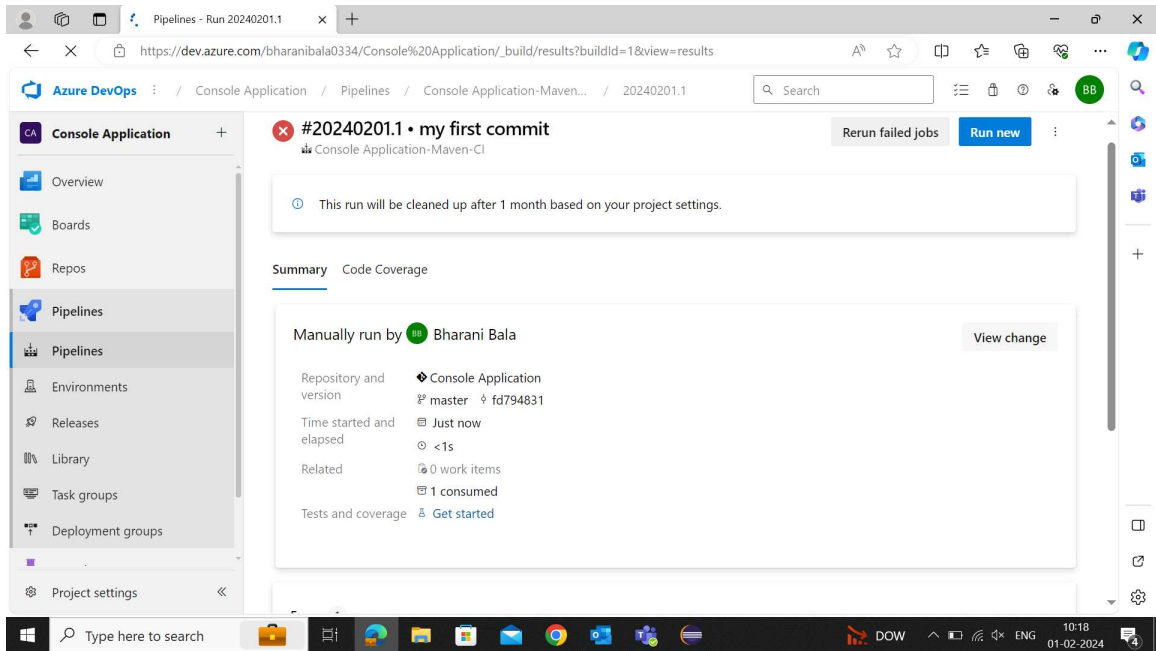 Pipelines - Run 20240201.1
https://dev.azure.com/bharanibala0334/Console%20Application/_build/results?buildId=1&view=results
Azure DevOps / Console Application / Pipelines / Console Application-Maven... / 20240201.1
Search
BB
CA Console Application
#20240201.1 • my first commit
Console Application-Maven-CI
Rerun failed jobs
Run new
Overview
Boards
Repos
Pipelines
Pipelines
Environments
Releases
Library
Task groups
Deployment groups
Project settings
This run will be cleaned up after 1 month based on your project settings.
Summary Code Coverage
Manually run by BB Bharani Bala
View change
Repository and version
Console Application
master fd794831
Time started and elapsed
Just now
<1s
Related
0 work items
1 consumed
Tests and coverage
Get started
Type here to search
DOW
ENG
10:18
01-02-2024
4